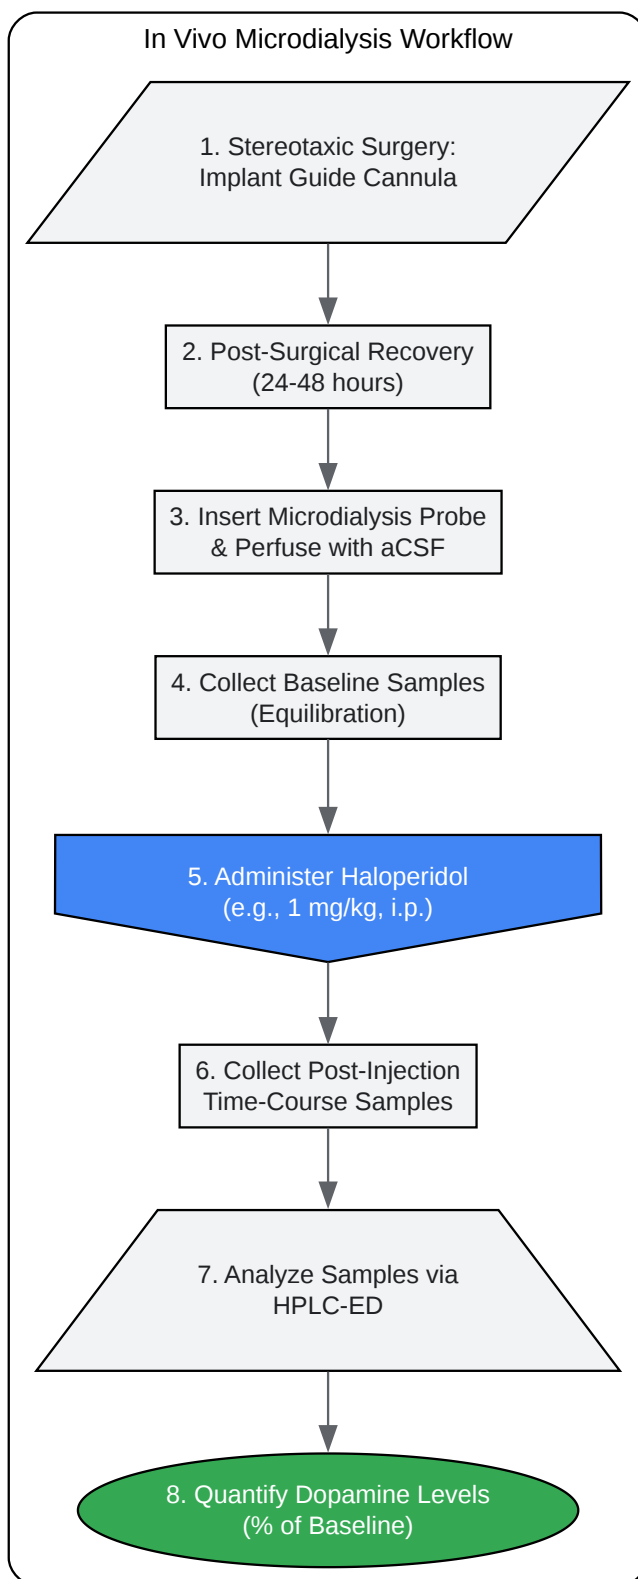 In Vivo Microdialysis Workflow
1. Stereotaxic Surgery:
Implant Guide Cannula
2. Post-Surgical Recovery
(24-48 hours)
3. Insert Microdialysis Probe
& Perfuse with aCSF
4. Collect Baseline Samples
(Equilibration)
5. Administer Haloperidol
(e.g., 1 mg/kg, i.p.)
6. Collect Post-Injection
Time-Course Samples
7. Analyze Samples via
HPLC-ED
8. Quantify Dopamine Levels
(% of Baseline)